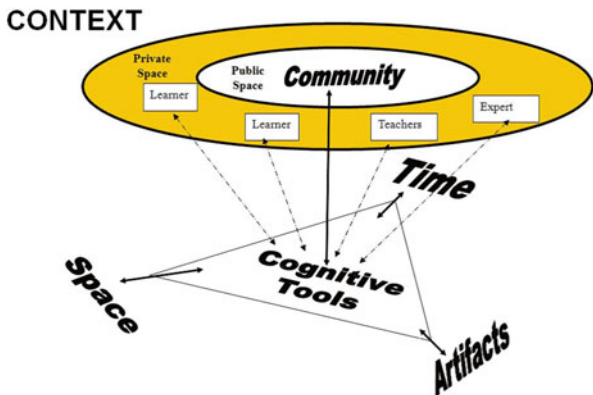 CONTEXT
Private
Space
Public
Space
Community
Learner
Learner
Teachers
Expert
Time
Space
Cognitive
Tools
Artifacts